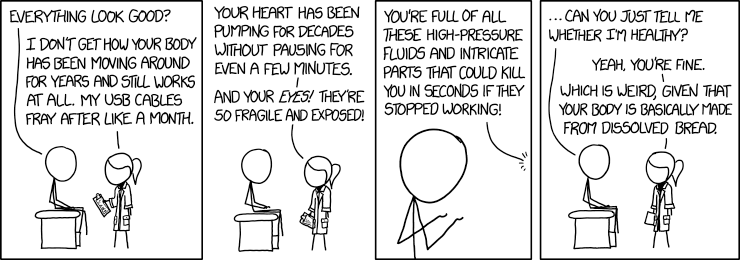 EVERYTHING LOOK GOOD?
I DON'T GET HOW YOUR BODY
HAS BEEN MOVING AROUND
FOR YEARS AND STILL WORKS
AT ALL. MY USB CABLES
FRAY AFTER LIKE A MONTH.
YOUR HEART HAS BEEN
PUMPING FOR DECADES
WITHOUT PAUSING FOR
EVEN A FEW MINUTES.
AND YOUR EYES! THEY'RE
SO FRAGILE AND EXPOSED!
YOU'RE FULL OF ALL
THESE HIGH-PRESSURE
FLUIDS AND INTRICATE
PARTS THAT COULD KILL
YOU IN SECONDS IF THEY
STOPPED WORKING!
...CAN YOU JUST TELL ME
WHETHER I'M HEALTHY?
YEAH, YOU'RE FINE.
WHICH IS WEIRD, GIVEN THAT
YOUR BODY IS BASICALLY MADE
FROM DISSOLVED BREAD.